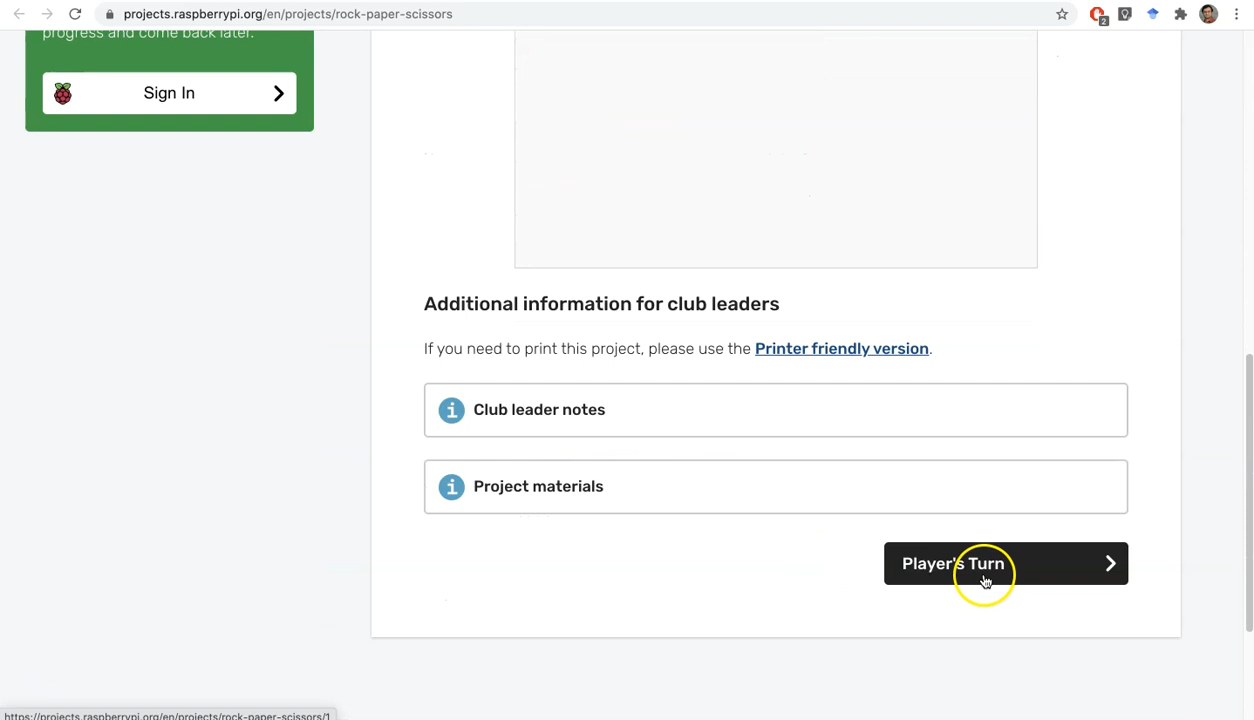 projects.raspberrypi.org/en/projects/rock-paper-scissors
2
progress and come back later.
Sign In
Additional information for club leaders
If you need to print this project, please use the Printer friendly version.
i Club leader notes
i Project materials
Player's Turn
https://projects.raspberrypi.org/en/projects/rock-paper-scissors/1